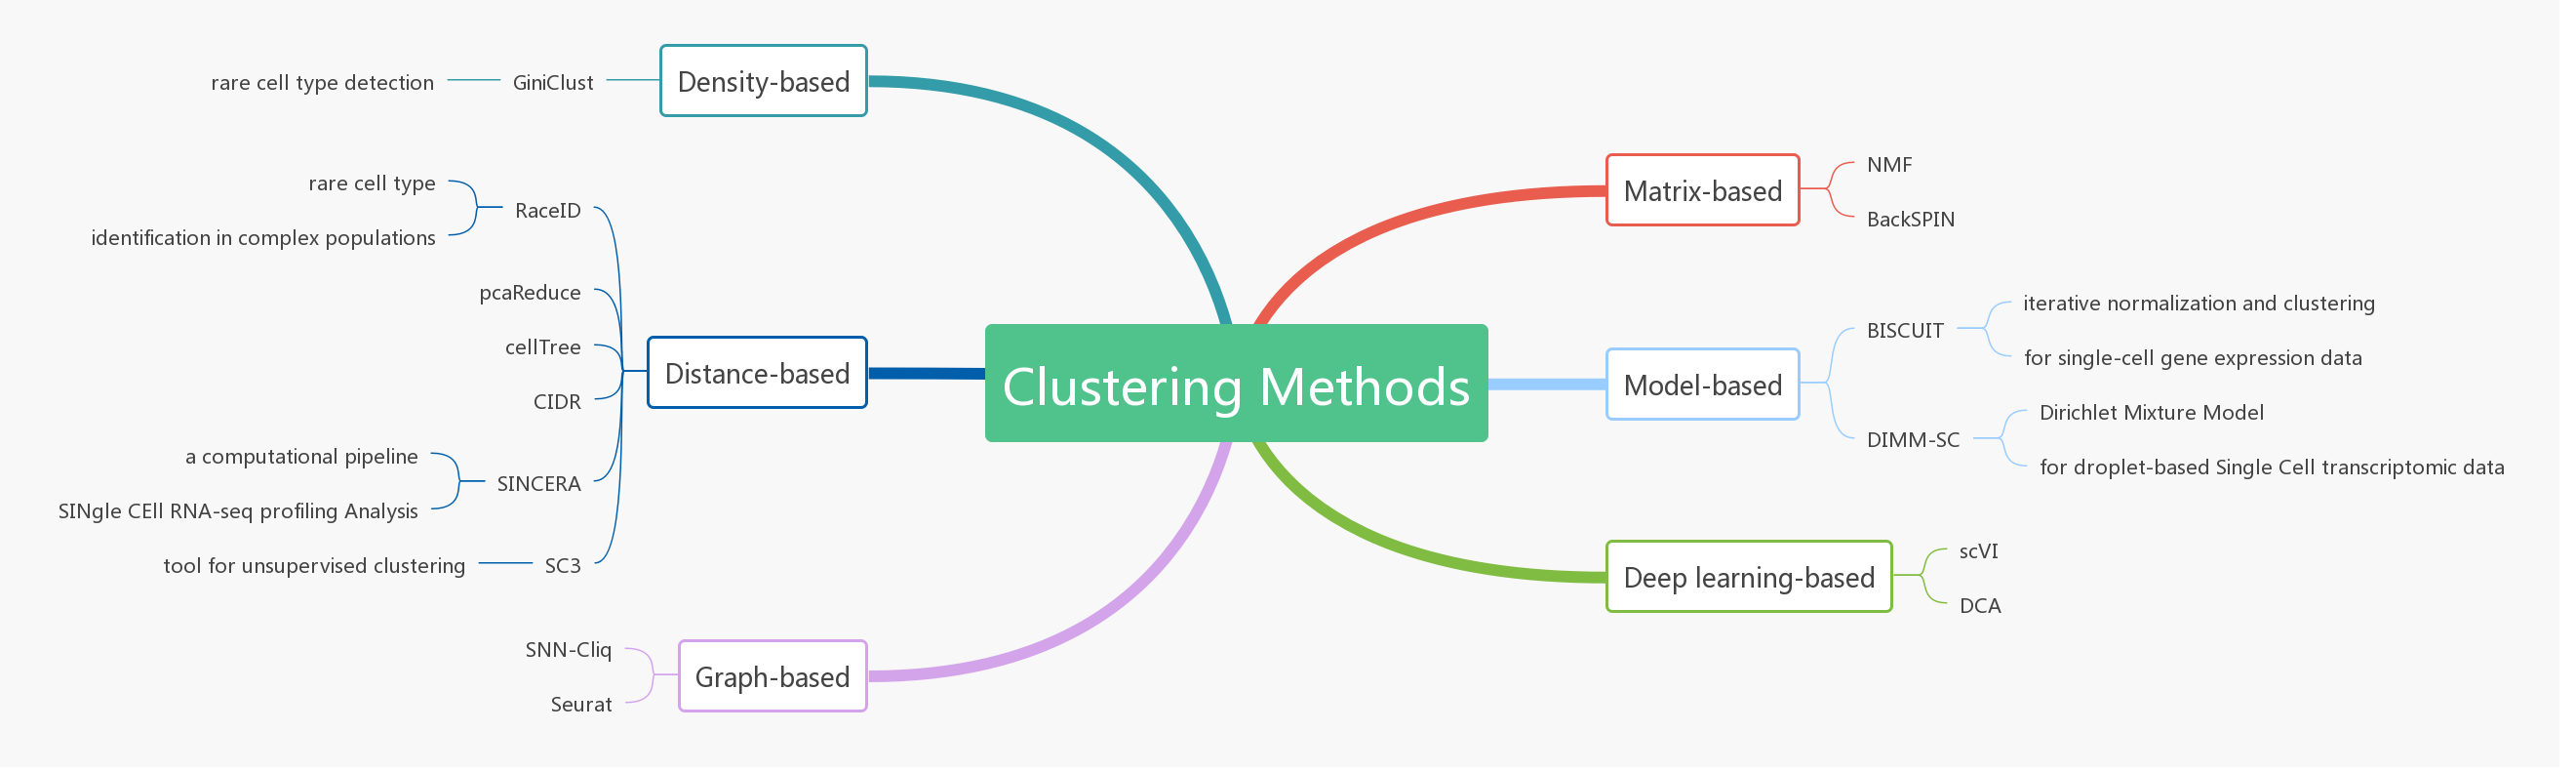 Clustering Methods
Density-based
GiniClust
rare cell type detection
Distance-based
RaceID
rare cell type
identification in complex populations
pcaReduce
cellTree
CIDR
SINCERA
a computational pipeline
SINgle CEll RNA-seq profiling Analysis
SC3
tool for unsupervised clustering
Graph-based
SNN-Cliq
Seurat
Matrix-based
NMF
BackSPIN
Model-based
BISCUIT
iterative normalization and clustering
for single-cell gene expression data
DIMM-SC
Dirichlet Mixture Model
for droplet-based Single Cell transcriptomic data
Deep learning-based
scVI
DCA